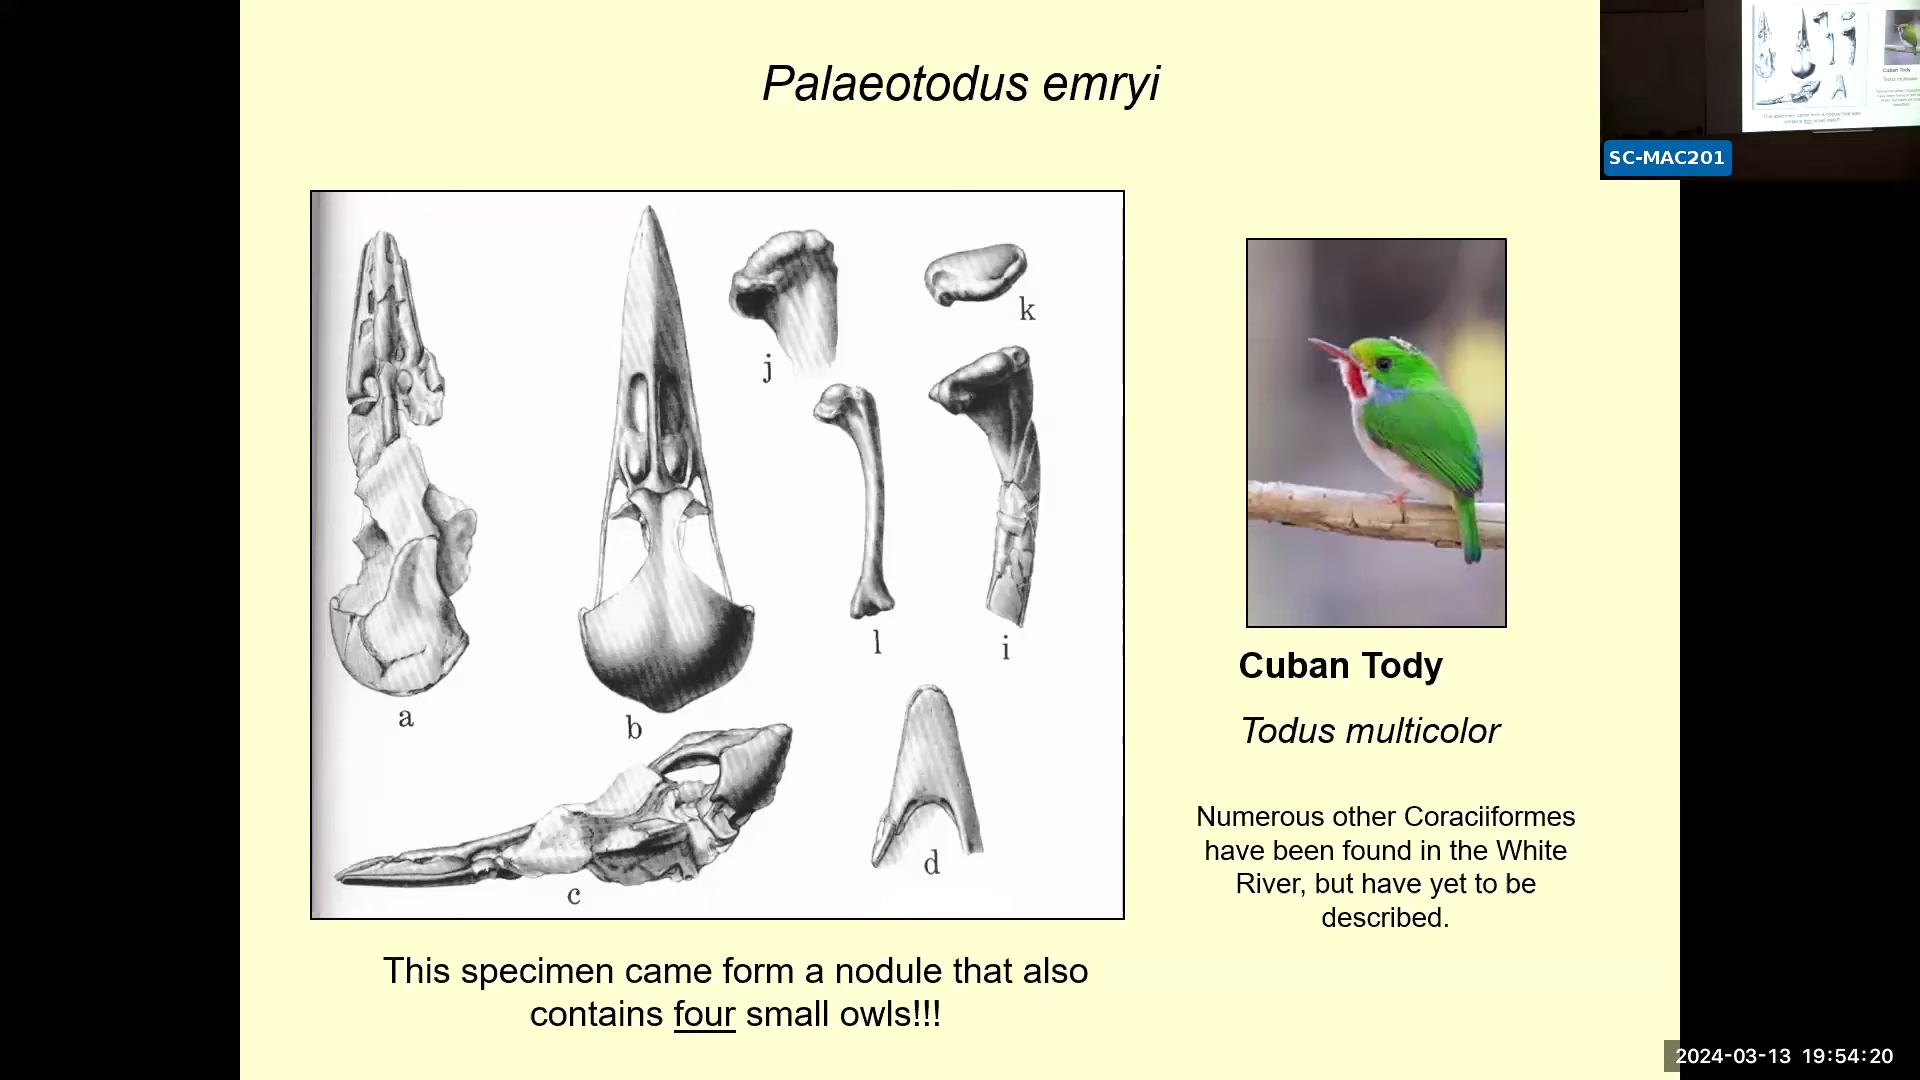 Palaeotodus emryi
SC-MAC201
a
b
c
d
i
j
k
l
Cuban Tody
Todus multicolor
Numerous other Coraciiformes
have been found in the White
River, but have yet to be
described.
This specimen came form a nodule that also
contains four small owls!!!
2024-03-13 19:54:20